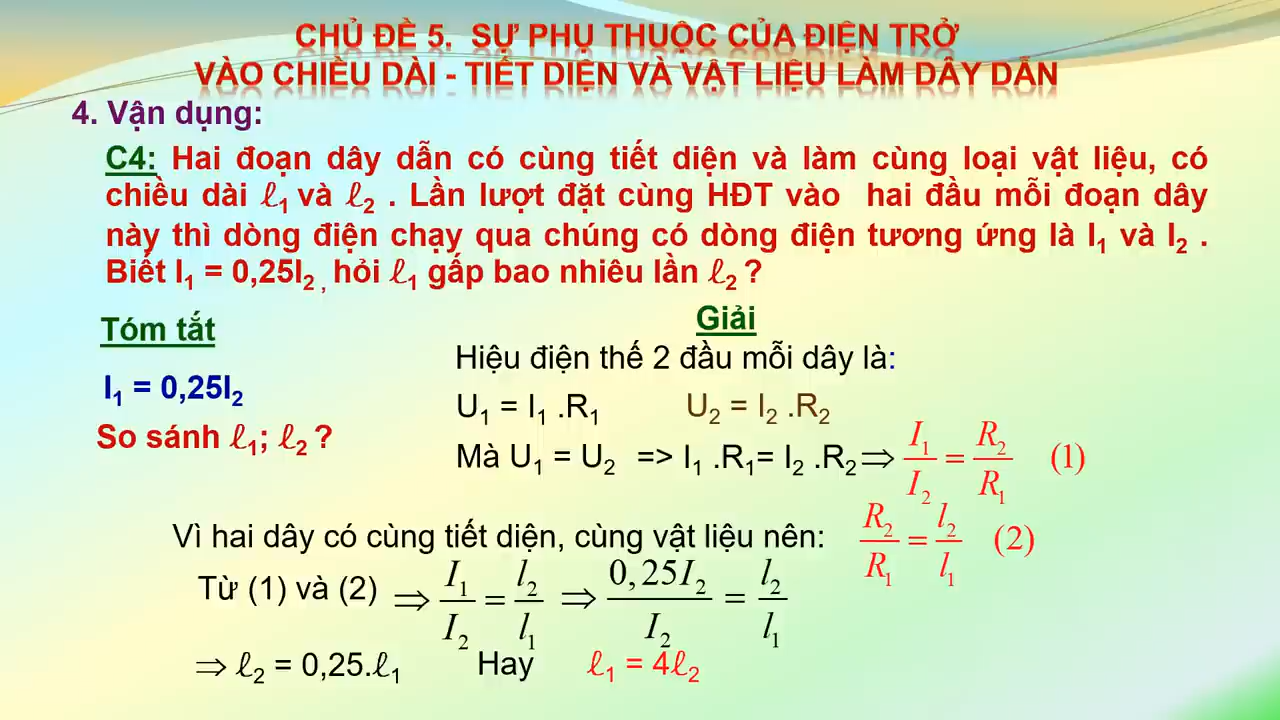 CHỦ ĐỀ 5. SỰ PHỤ THUỘC CỦA ĐIỆN TRỞ
VÀO CHIỀU DÀI - TIẾT DIỆN VÀ VẬT LIỆU LÀM DÂY DẪN
4. Vận dụng:
C4: Hai đoạn dây dẫn có cùng tiết diện và làm cùng loại vật liệu, có
chiều dài ℓ₁ và ℓ₂ . Lần lượt đặt cùng HĐT vào hai đầu mỗi đoạn dây
này thì dòng điện chạy qua chúng có dòng điện tương ứng là I₁ và I₂ .
Biết I₁ = 0,25I₂ , hỏi ℓ₁ gấp bao nhiêu lần ℓ₂ ?
Tóm tắt
I₁ = 0,25I₂
So sánh ℓ₁; ℓ₂ ?
Giải
Hiệu điện thế 2 đầu mỗi dây là:
U₁ = I₁ .R₁ U₂ = I₂ .R₂
Mà U₁ = U₂ => I₁ .R₁= I₂ .R₂ ⇒ I₁/I₂ = R₂/R₁ (1)
Vì hai dây có cùng tiết diện, cùng vật liệu nên: R₂/R₁ = l₂/l₁ (2)
Từ (1) và (2) ⇒ I₁/I₂ = l₂/l₁ ⇒ 0,25I₂/I₂ = l₂/l₁
⇒ ℓ₂ = 0,25.ℓ₁ Hay ℓ₁ = 4ℓ₂